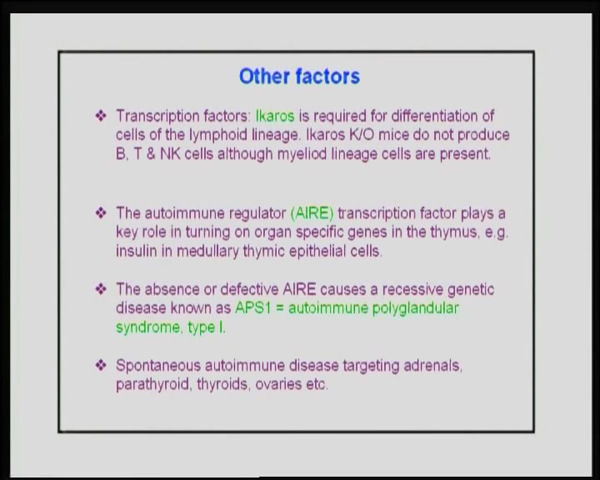 Other factors
❖ Transcription factors: Ikaros is required for differentiation of
cells of the lymphoid lineage. Ikaros K/O mice do not produce
B, T & NK cells although myeliod lineage cells are present.
❖ The autoimmune regulator (AIRE) transcription factor plays a
key role in turning on organ specific genes in the thymus, e.g.
insulin in medullary thymic epithelial cells.
❖ The absence or defective AIRE causes a recessive genetic
disease known as APS1 = autoimmune polyglandular
syndrome, type I.
❖ Spontaneous autoimmune disease targeting adrenals,
parathyroid, thyroids, ovaries etc.